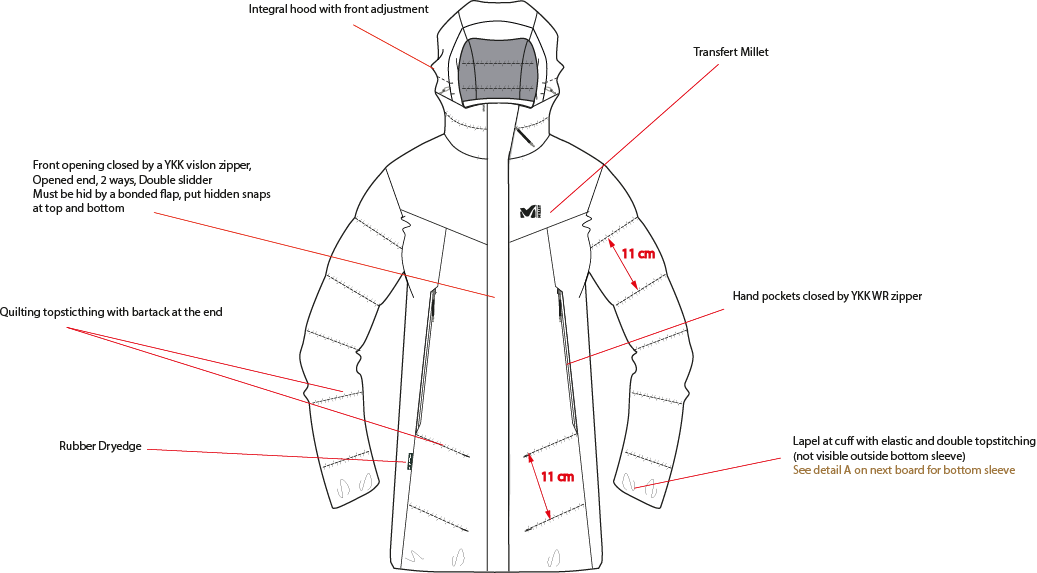 Integral hood with front adjustment
Transfert Millet
Front opening closed by a YKK vislon zipper,
Opened end, 2 ways, Double slidder
Must be hid by a bonded flap, put hidden snaps
at top and bottom
MILLET
11 cm
Hand pockets closed by YKK WR zipper
Quilting topsticthing with bartack at the end
Rubber Dryedge
Lapel at cuff with elastic and double topstitching
(not visible outside bottom sleeve)
See detail A on next board for bottom sleeve
11 cm